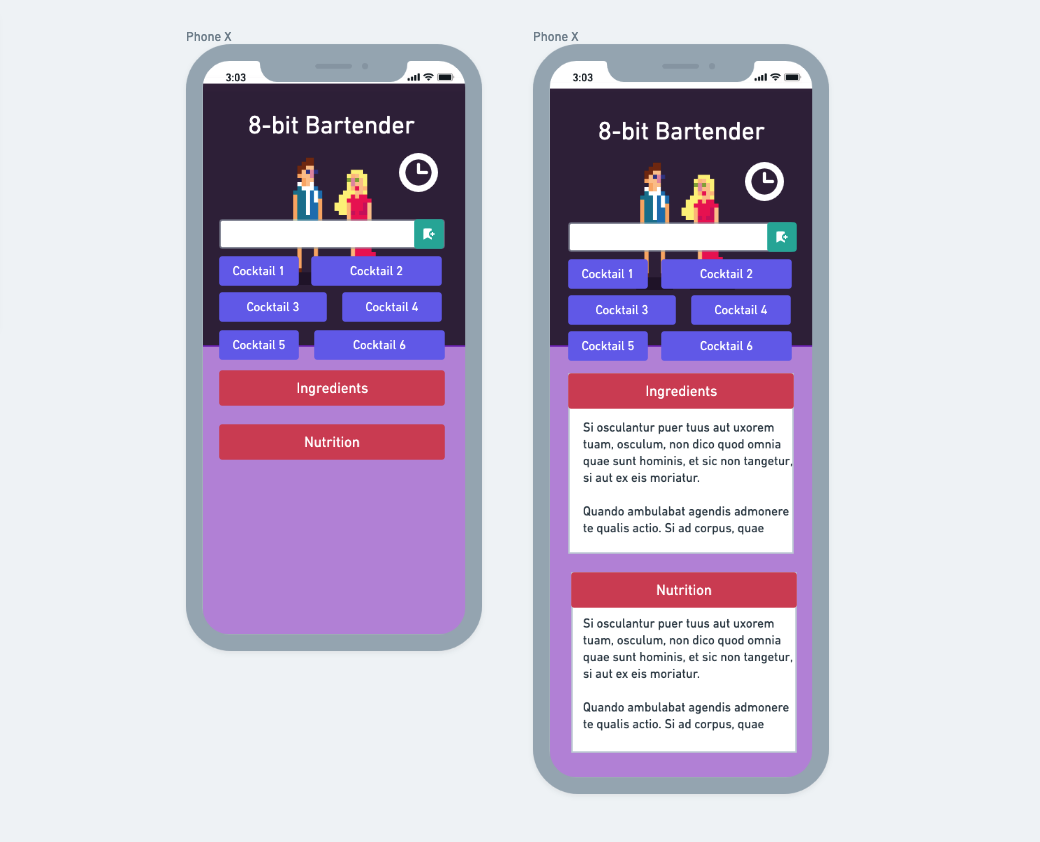 Phone X
3:03
8-bit Bartender
Cocktail 1
Cocktail 2
Cocktail 3
Cocktail 4
Cocktail 5
Cocktail 6
Ingredients
Nutrition
Phone X
3:03
8-bit Bartender
Cocktail 1
Cocktail 2
Cocktail 3
Cocktail 4
Cocktail 5
Cocktail 6
Ingredients
Si osculantur puer tuus aut uxorem
tuam, osculum, non dico quod omnia
quae sunt hominis, et sic non tangetur,
si aut ex eis moriatur.
Quando ambulabat agendis admonere
te qualis actio. Si ad corpus, quae
Nutrition
Si osculantur puer tuus aut uxorem
tuam, osculum, non dico quod omnia
quae sunt hominis, et sic non tangetur,
si aut ex eis moriatur.
Quando ambulabat agendis admonere
te qualis actio. Si ad corpus, quae